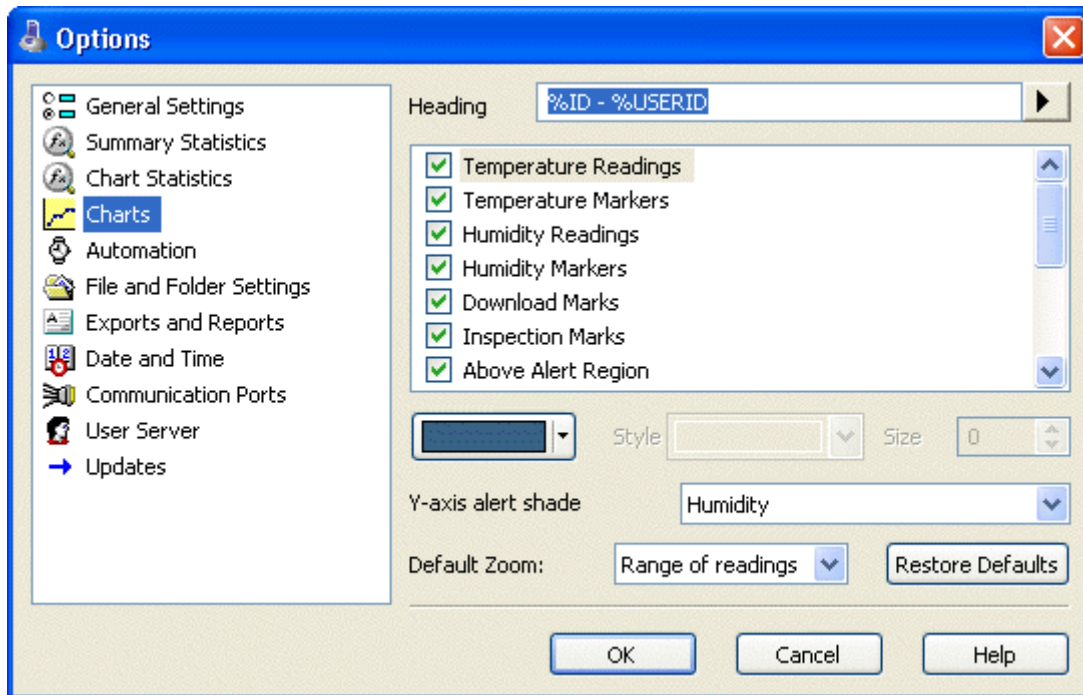 Options
General Settings
Summary Statistics
Chart Statistics
Charts
Automation
File and Folder Settings
Exports and Reports
Date and Time
Communication Ports
User Server
Updates
Heading %ID - %USERID
Temperature Readings
Temperature Markers
Humidity Readings
Humidity Markers
Download Marks
Inspection Marks
Above Alert Region
Style Size 0
Y-axis alert shade Humidity
Default Zoom: Range of readings Restore Defaults
OK Cancel Help